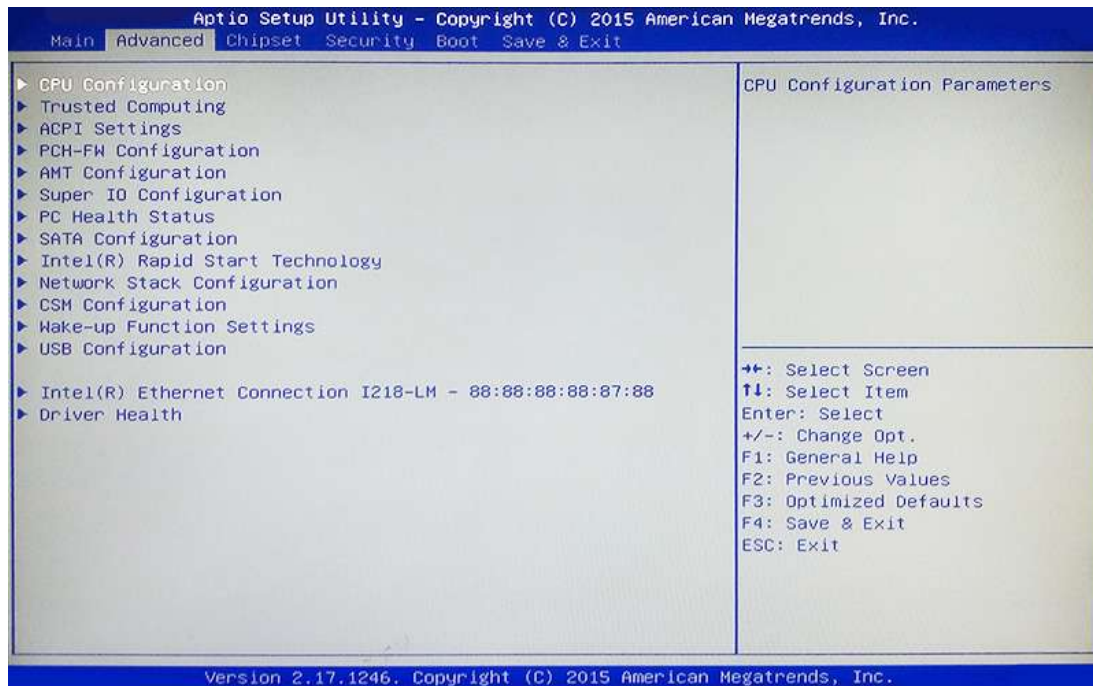 Aptio Setup Utility – Copyright (C) 2015 American Megatrends, Inc.
Main Advanced Chipset Security Boot Save & Exit
▶ CPU Configuration
▶ Trusted Computing
▶ ACPI Settings
▶ PCH-FW Configuration
▶ AMT Configuration
▶ Super IO Configuration
▶ PC Health Status
▶ SATA Configuration
▶ Intel(R) Rapid Start Technology
▶ Network Stack Configuration
▶ CSM Configuration
▶ Wake-up Function Settings
▶ USB Configuration
▶ Intel(R) Ethernet Connection I218-LM – 88:88:88:88:87:88
▶ Driver Health
CPU Configuration Parameters
→←: Select Screen
↑↓: Select Item
Enter: Select
+/-: Change Opt.
F1: General Help
F2: Previous Values
F3: Optimized Defaults
F4: Save & Exit
ESC: Exit
Version 2.17.1246. Copyright (C) 2015 American Megatrends, Inc.